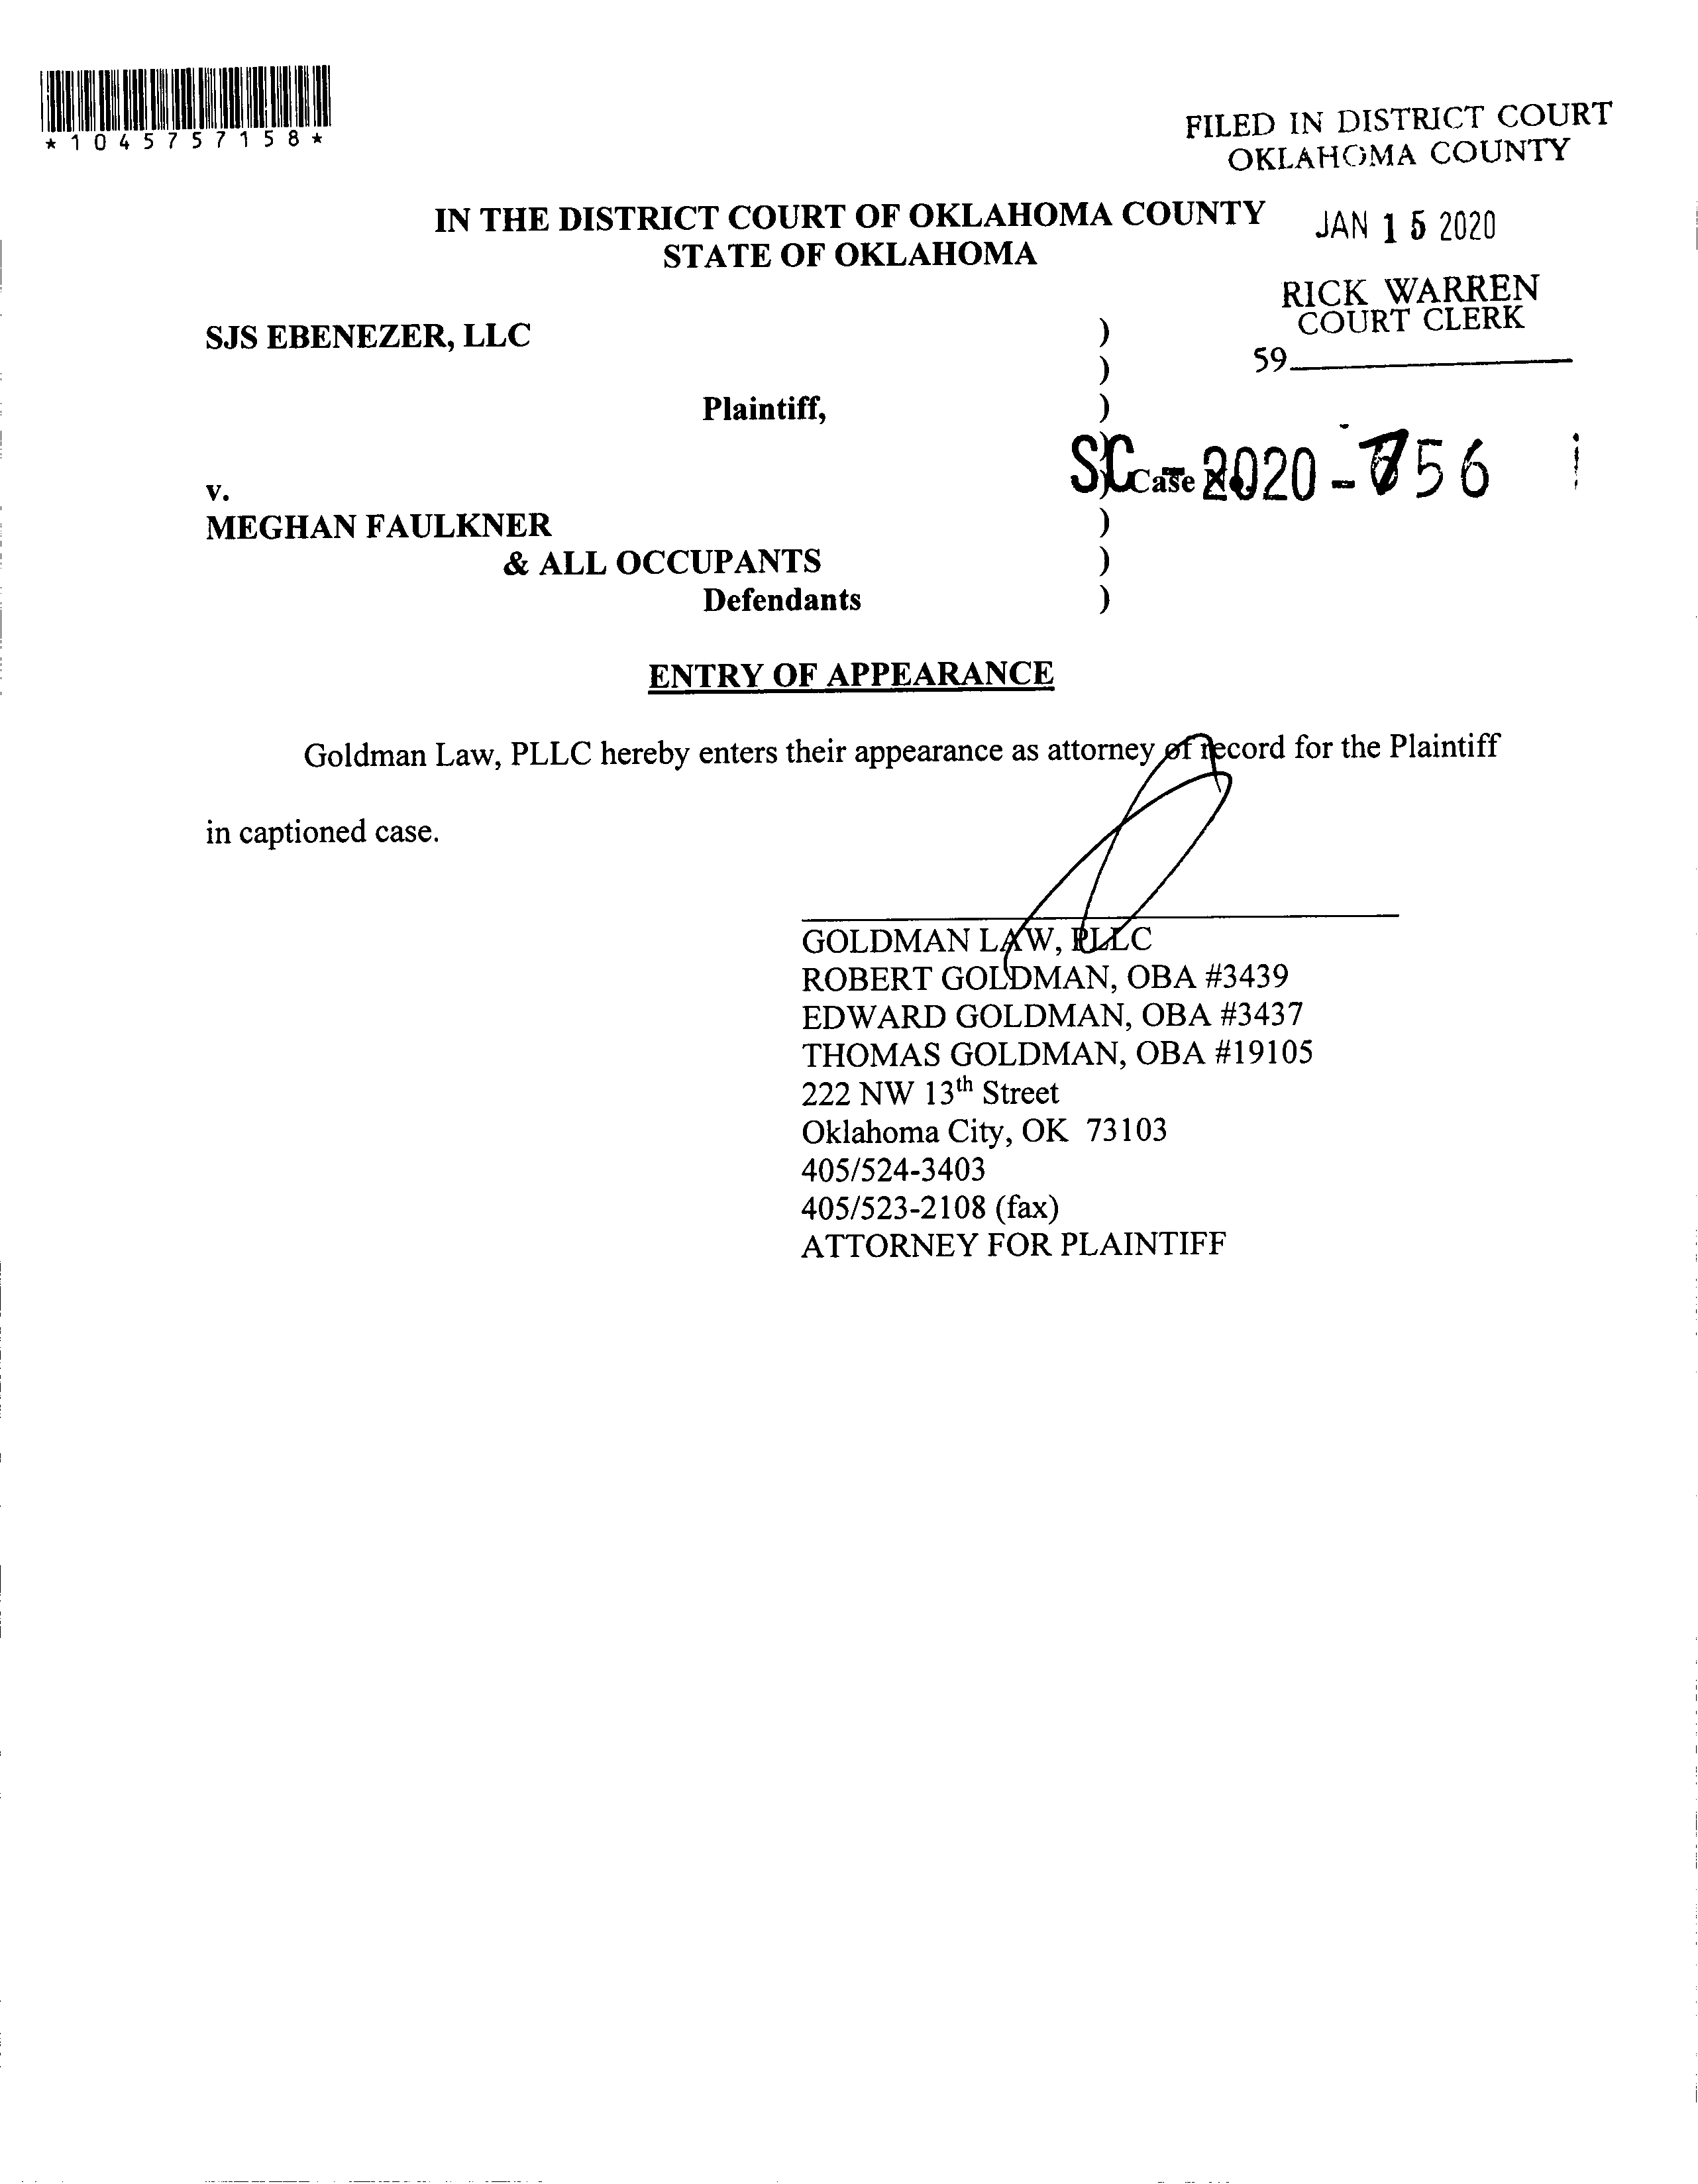 *1045757158*
FILED IN DISTRICT COURT
OKLAHOMA COUNTY
IN THE DISTRICT COURT OF OKLAHOMA COUNTY
STATE OF OKLAHOMA
JAN 15 2020
RICK WARREN
COURT CLERK
59
SJS EBENEZER, LLC )
)
Plaintiff, )
SC - 2020 - 756
Case No.
v.
MEGHAN FAULKNER )
& ALL OCCUPANTS )
Defendants )
ENTRY OF APPEARANCE
Goldman Law, PLLC hereby enters their appearance as attorney of record for the Plaintiff
in captioned case.
GOLDMAN LAW, PLLC
ROBERT GOLDMAN, OBA #3439
EDWARD GOLDMAN, OBA #3437
THOMAS GOLDMAN, OBA #19105
222 NW 13th Street
Oklahoma City, OK 73103
405/524-3403
405/523-2108 (fax)
ATTORNEY FOR PLAINTIFF